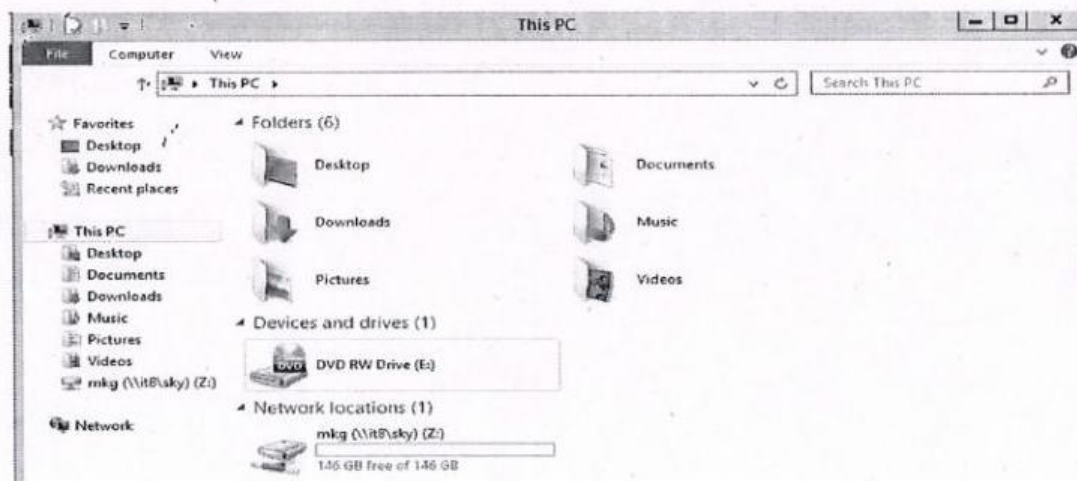 This PC
File Computer View
This PC
Search This PC
Favorites
Desktop
Downloads
Recent places
This PC
Desktop
Documents
Downloads
Music
Pictures
Videos
mkg (\\it8\sky) (Z:)
Network
Folders (6)
Desktop
Documents
Downloads
Music
Pictures
Videos
Devices and drives (1)
DVD
DVD RW Drive (E:)
Network locations (1)
mkg (\\it8\sky) (Z:)
146 GB free of 146 GB